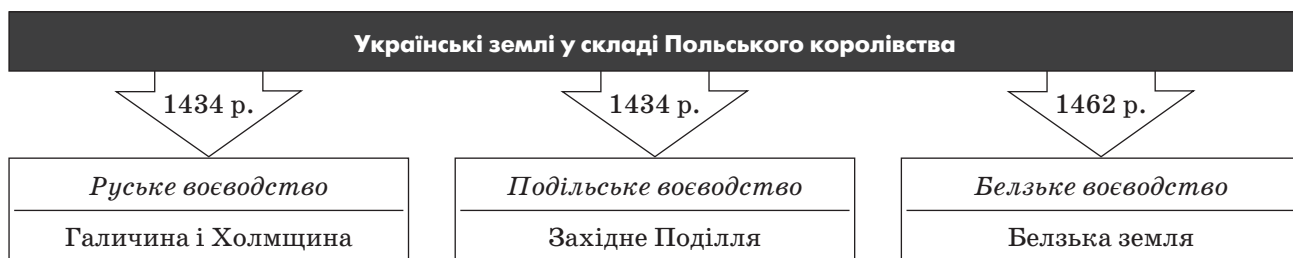 Українські землі у складі Польського королівства
1434 р.
1434 р.
1462 р.
Руське воєводство
Галичина і Холмщина
Подільське воєводство
Західне Поділля
Белзьке воєводство
Белзька земля